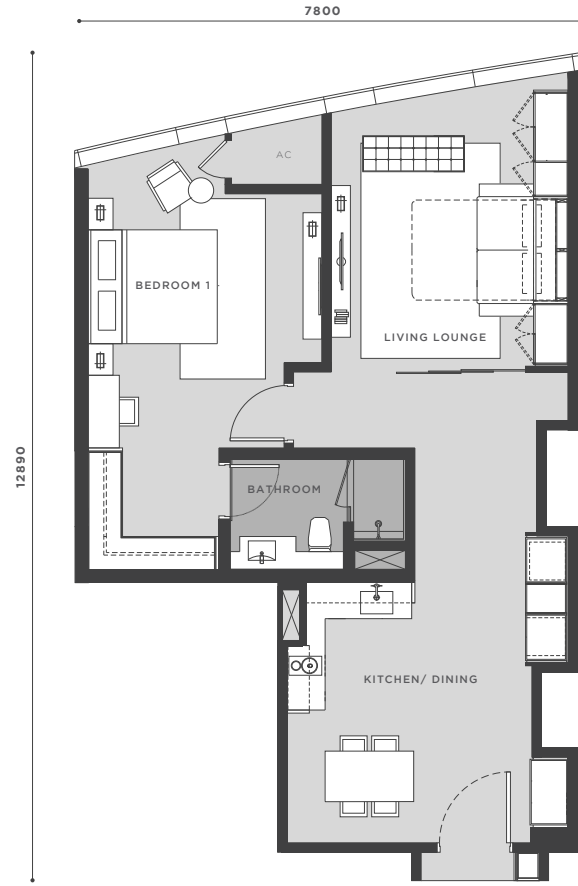 7800
AC
BEDROOM 1
LIVING LOUNGE
12890
BATHROOM
KITCHEN/ DINING